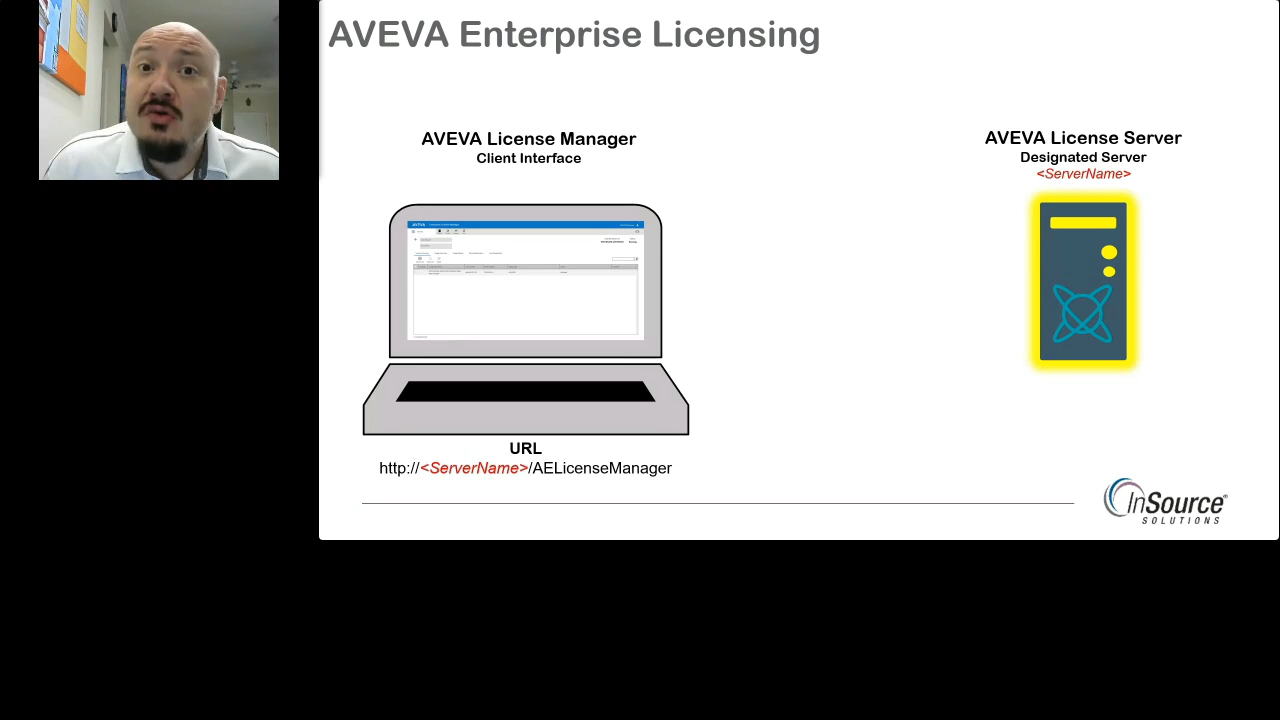 AVEVA Enterprise Licensing
AVEVA License Manager
Client Interface
AVEVA License Server
Designated Server
<ServerName>
AVEVA
URL
http://<ServerName>/AELicenseManager
InSource®
SOLUTIONS